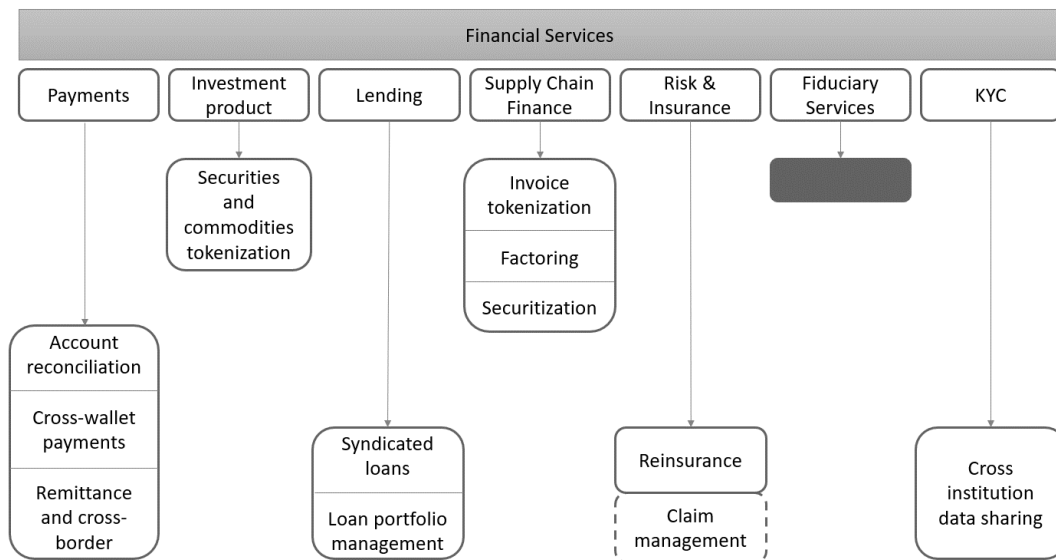 Financial Services
Payments
Investment
product
Lending
Supply Chain
Finance
Risk &
Insurance
Fiduciary
Services
KYC
Securities
and
commodities
tokenization
Invoice
tokenization
Factoring
Securitization
Account
reconciliation
Cross-wallet
payments
Remittance
and cross-
border
Syndicated
loans
Loan portfolio
management
Reinsurance
Claim
management
Cross
institution
data sharing